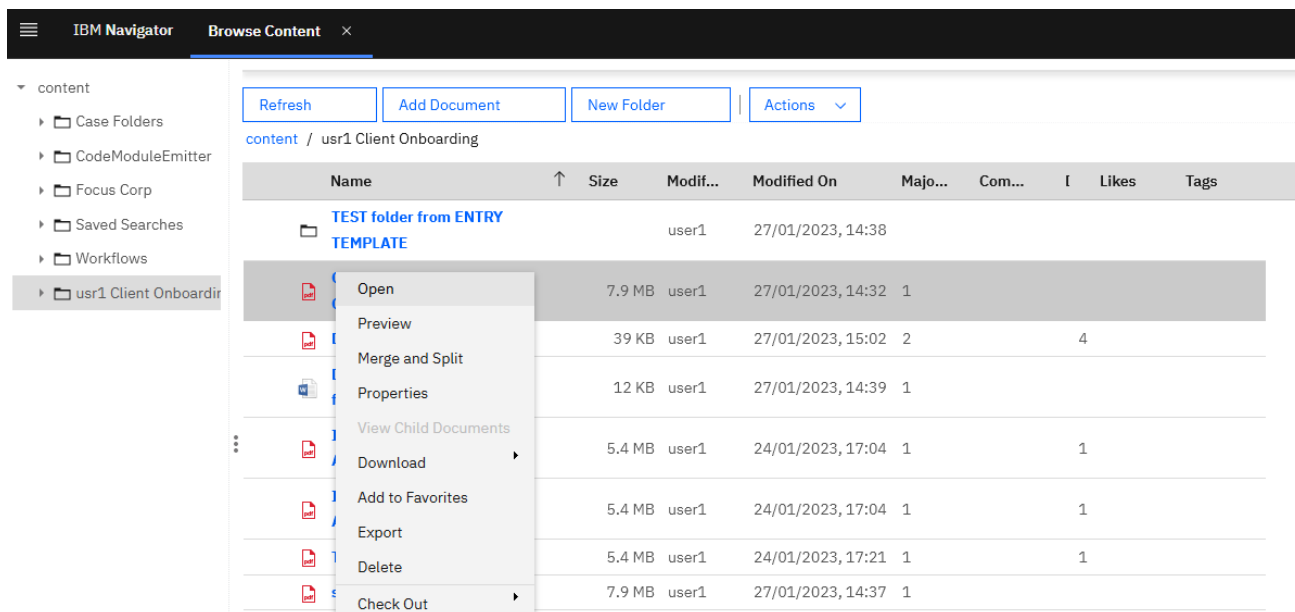 IBM Navigator Browse Content
content
Case Folders
CodeModuleEmitter
Focus Corp
Saved Searches
Workflows
usr1 Client Onboardin
Refresh Add Document New Folder Actions
content / usr1 Client Onboarding
Name Size Modif... Modified On Majo... Com... Likes Tags
TEST folder from ENTRY
TEMPLATE
user1 27/01/2023, 14:38
7.9 MB user1 27/01/2023, 14:32 1
39 KB user1 27/01/2023, 15:02 2 4
12 KB user1 27/01/2023, 14:39 1
5.4 MB user1 24/01/2023, 17:04 1 1
5.4 MB user1 24/01/2023, 17:04 1 1
5.4 MB user1 24/01/2023, 17:21 1 1
7.9 MB user1 27/01/2023, 14:37 1
Open
Preview
Merge and Split
Properties
View Child Documents
Download
Add to Favorites
Export
Delete
Check Out